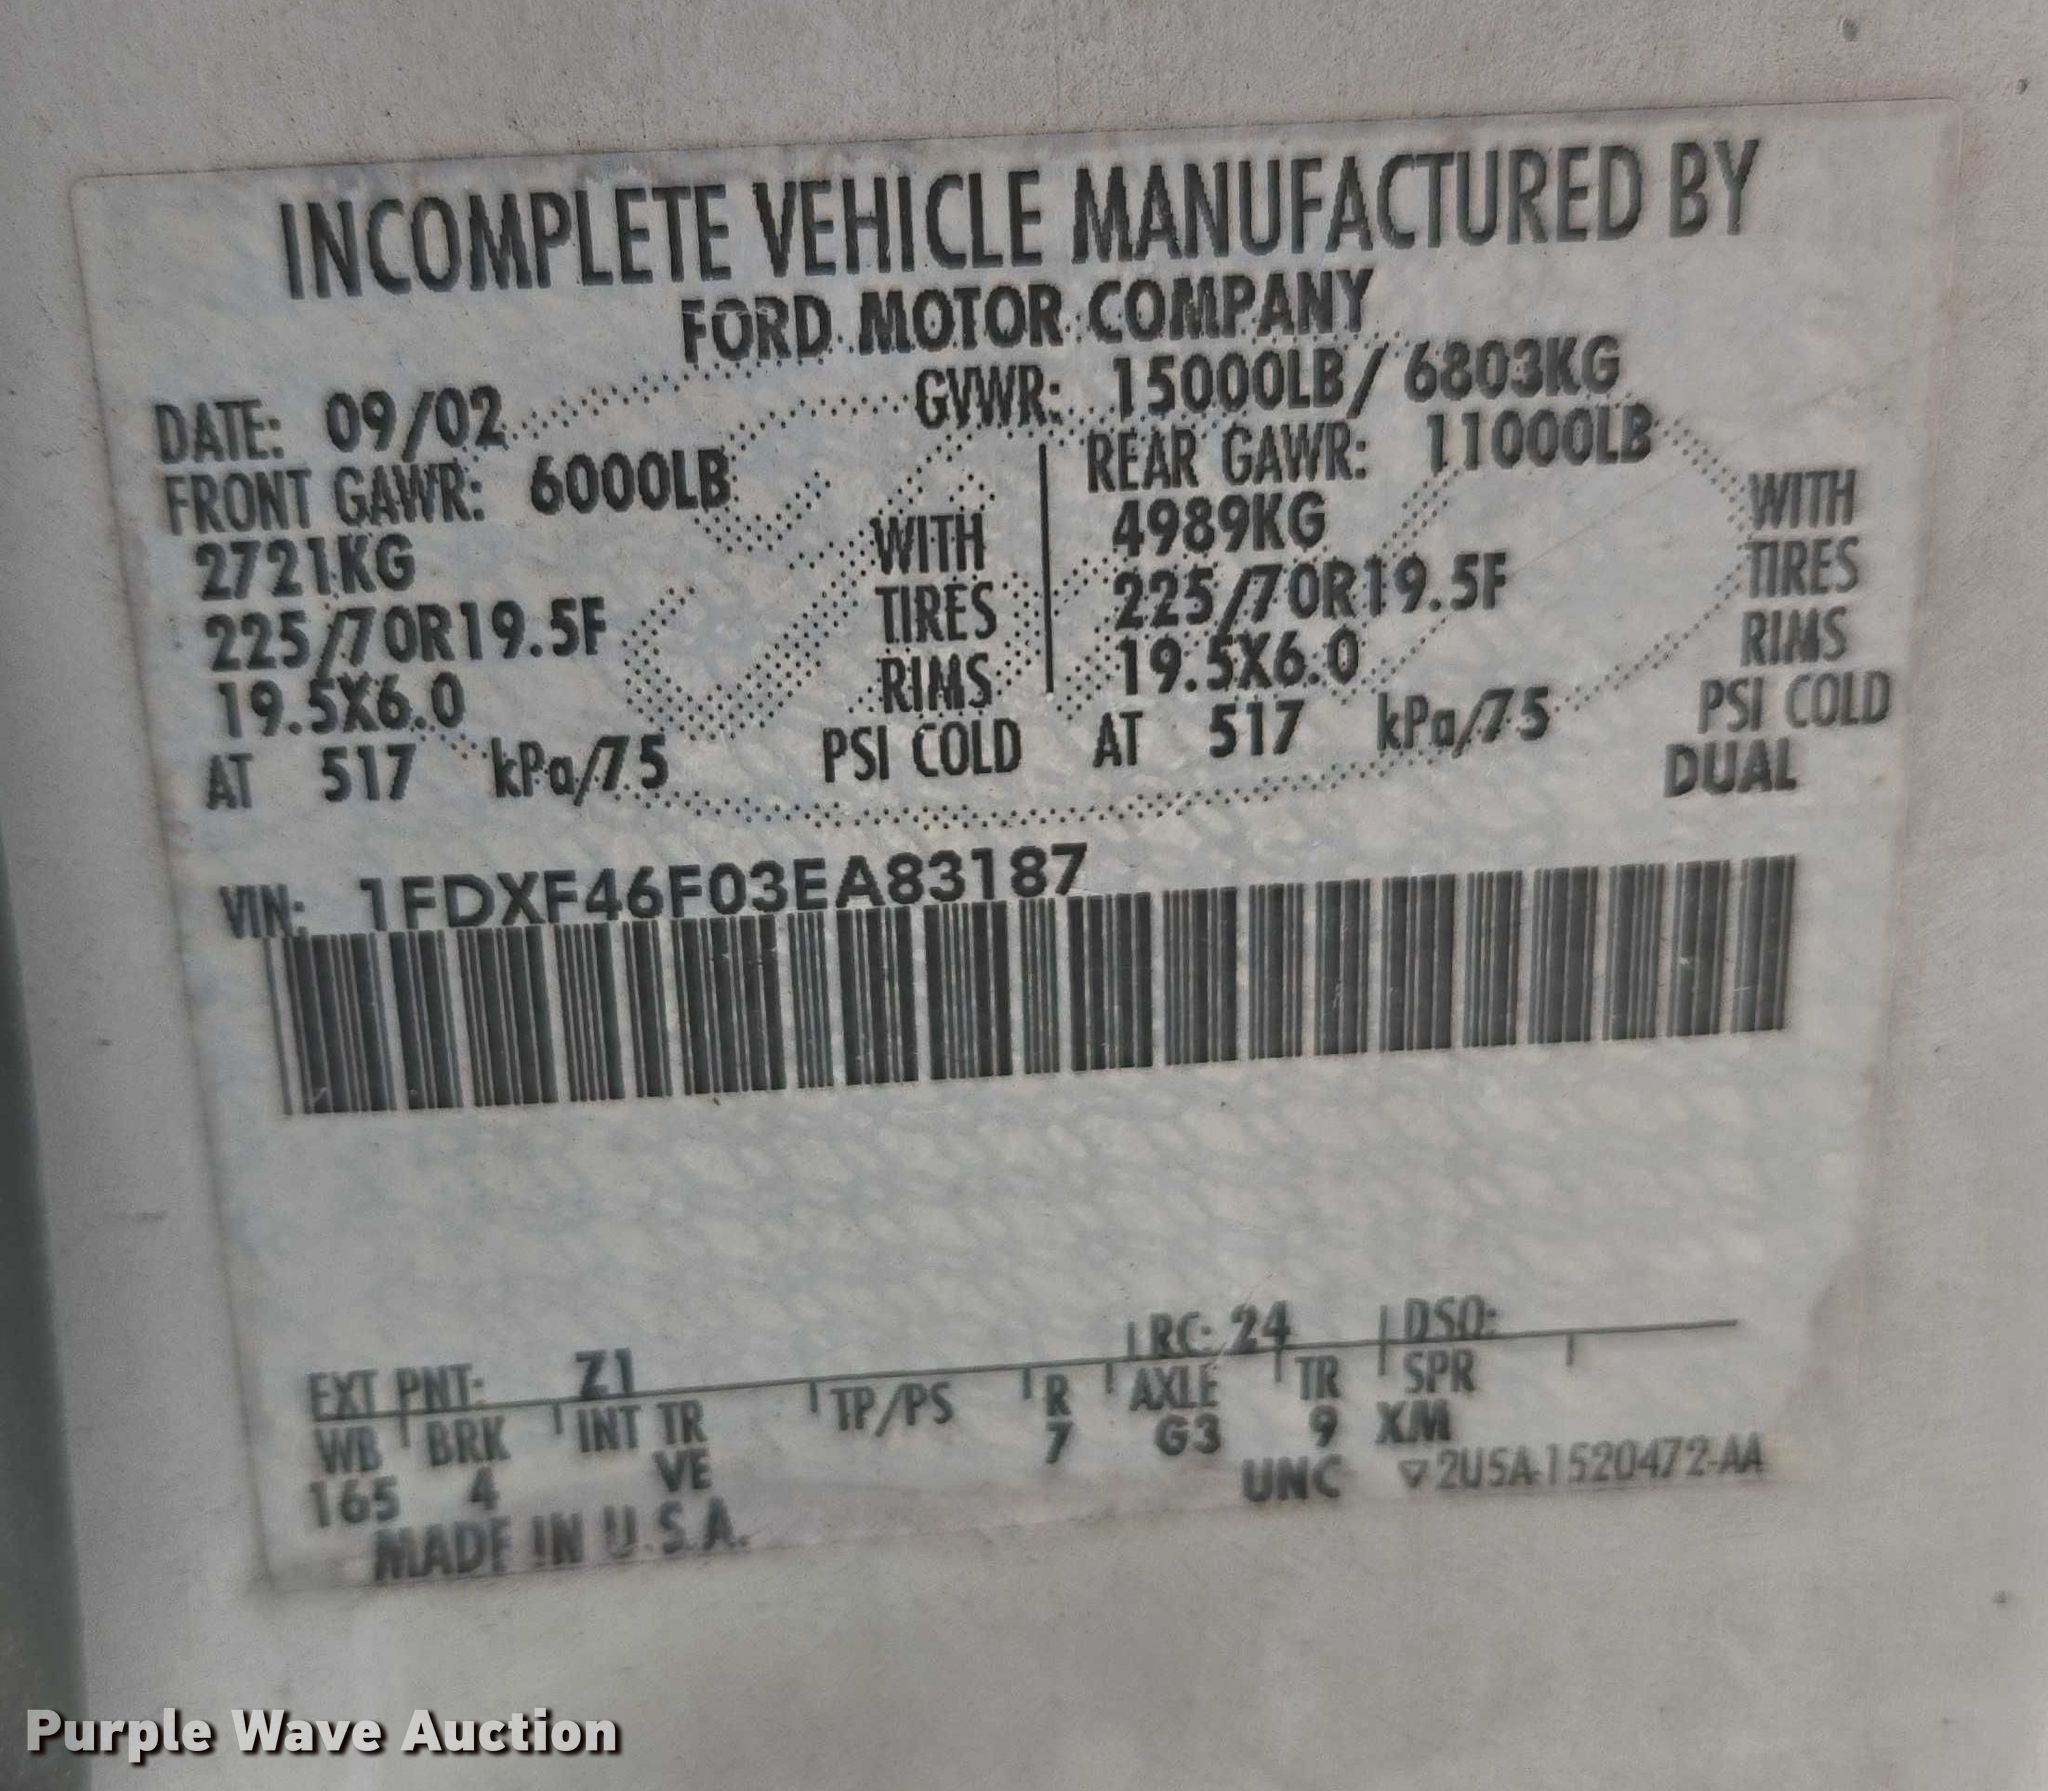 INCOMPLETE VEHICLE MANUFACTURED BY
FORD MOTOR COMPANY
DATE: 09/02 GVWR: 15000LB/ 6803KG
FRONT GAWR: 6000LB REAR GAWR: 11000LB
2721KG WITH 4989KG WITH
225/70R19.5F TIRES 225/70R19.5F TIRES
19.5X6.0 RIMS 19.5X6.0 RIMS
AT 517 kPa/75 PSI COLD AT 517 kPa/75 PSI COLD
DUAL
VIN: 1FDXF46F03EA83187
EXT PNT: Z1 RC: 24 DSO:
WB BRK INT TR TP/PS R AXLE TR SPR
165 4 VE 7 G3 9 XM
UNC ▽2U5A-1520472-AA
MADE IN U.S.A.
Purple Wave Auction